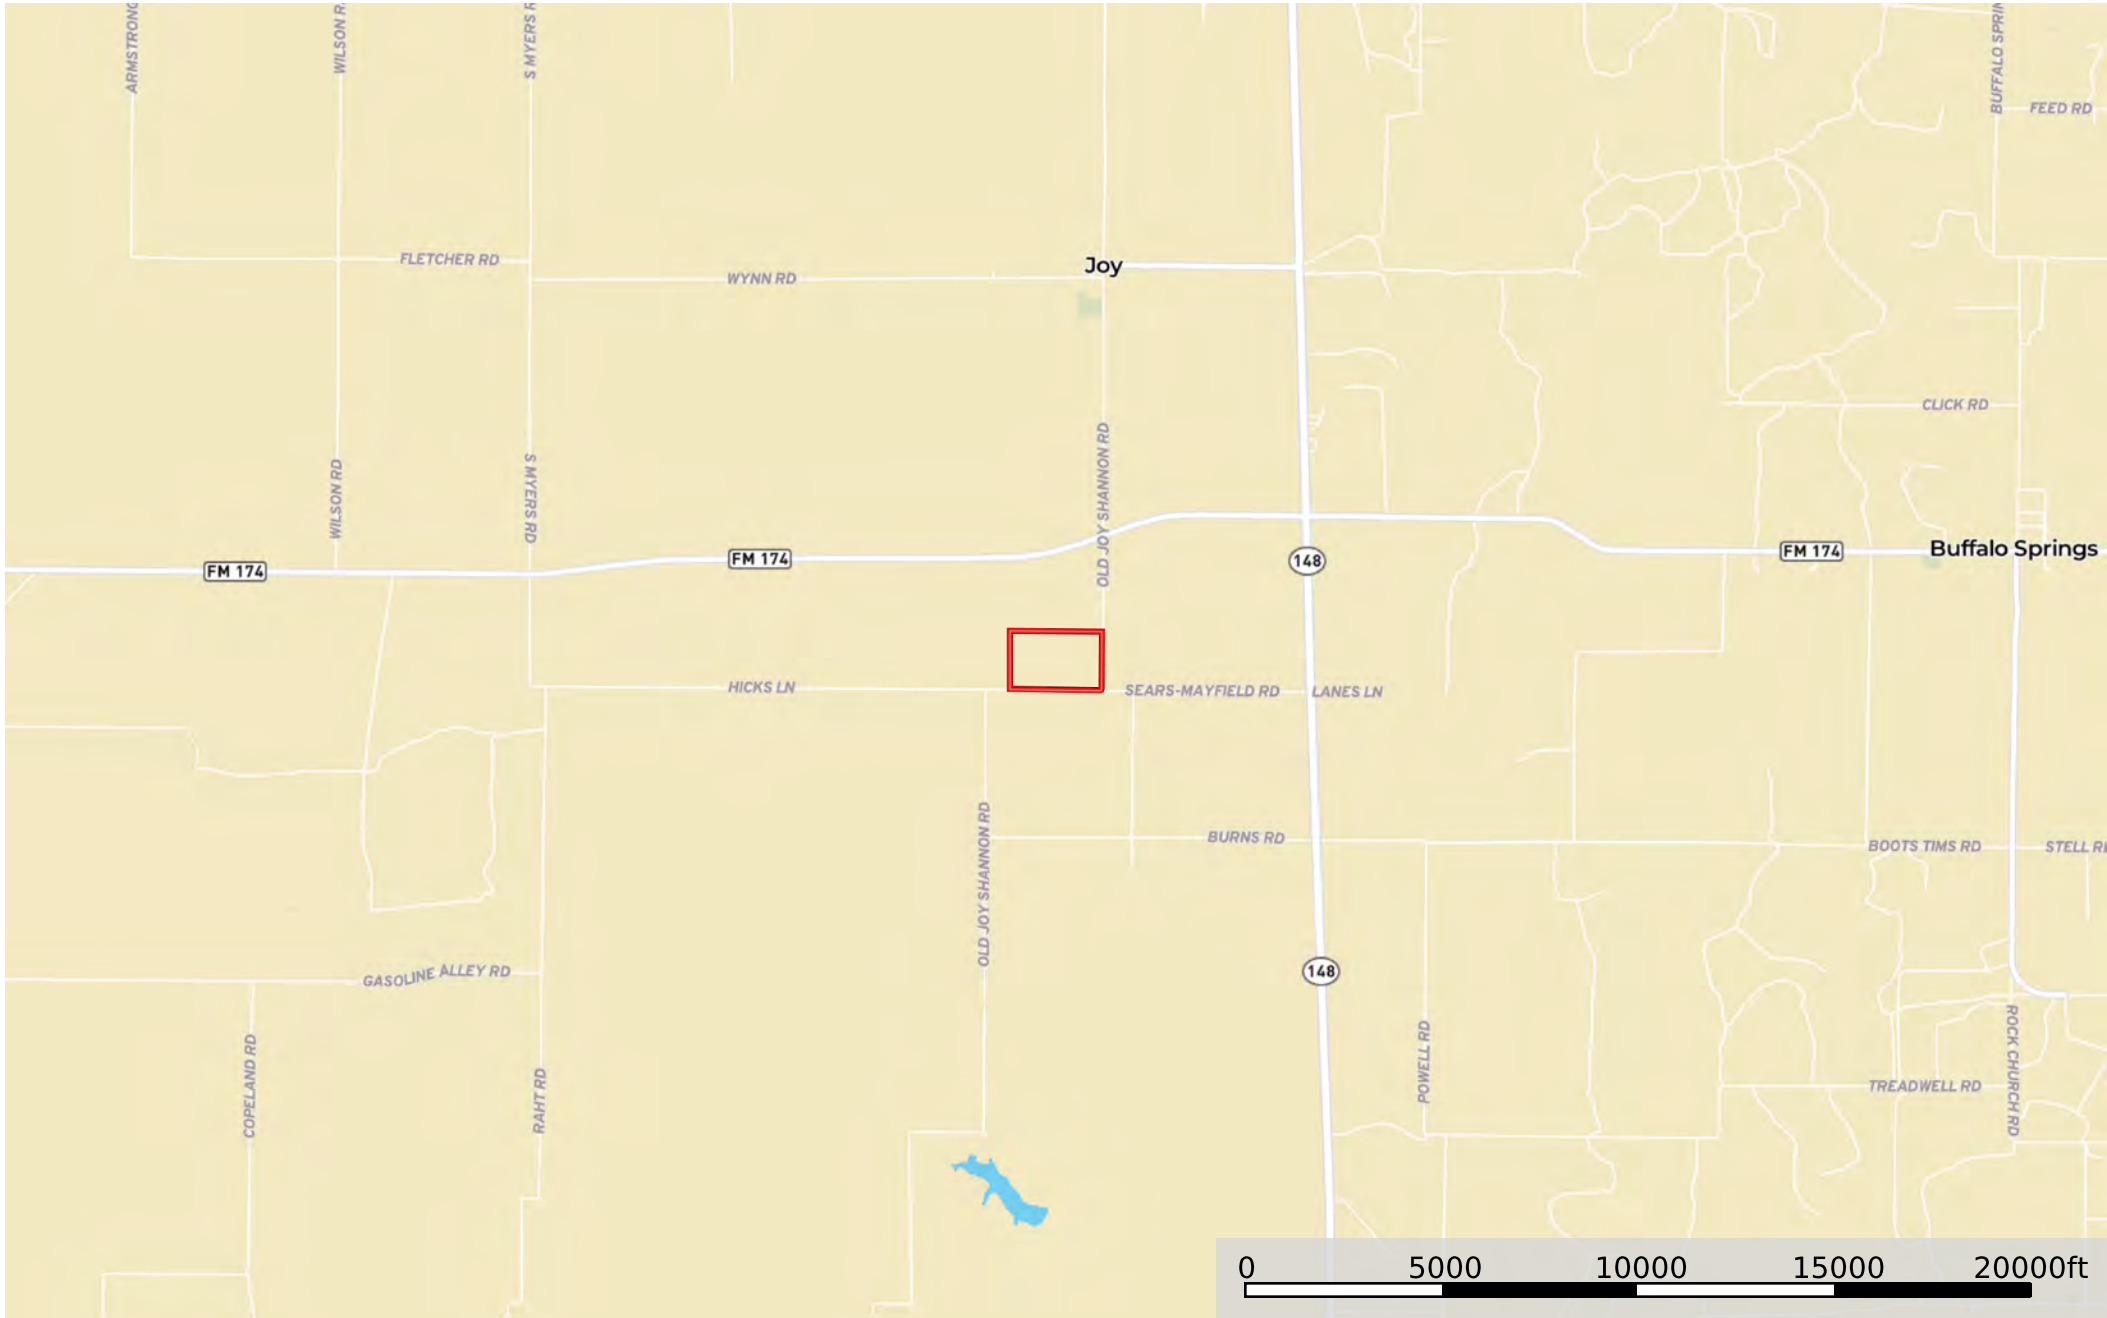 ARMSTRONG
WILSON R
S MYERS R
BUFFALO SPRIN
FEED RD
FLETCHER RD
WYNN RD
Joy
CLICK RD
WILSON RD
S MYERS RD
OLD JOY SHANNON RD
FM 174
FM 174
148
FM 174
Buffalo Springs
HICKS LN
SEARS-MAYFIELD RD
LANES LN
BURNS RD
BOOTS TIMS RD
STELL R
OLD JOY SHANNON RD
GASOLINE ALLEY RD
148
COPELAND RD
RAHT RD
POWELL RD
TREADWELL RD
ROCK CHURCH RD
0 5000 10000 15000 20000ft